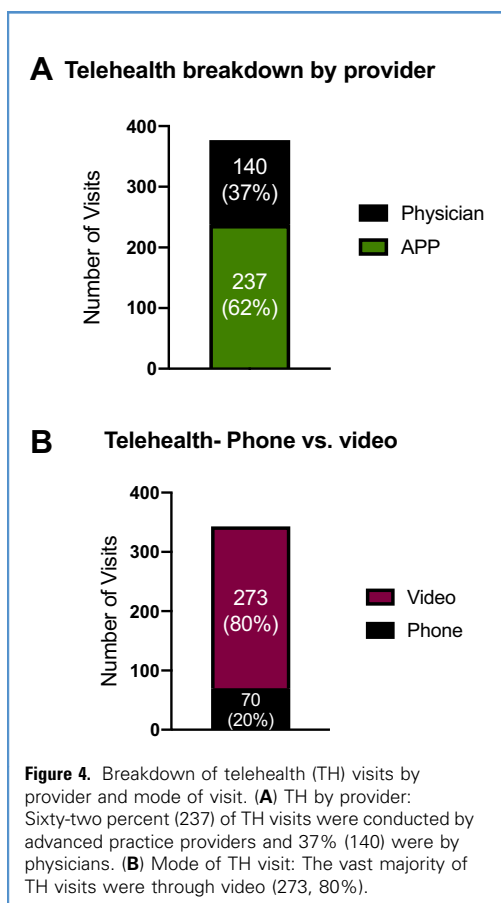 A Telehealth breakdown by provider
Number of Visits
400
300
200
100
0
140
(37%)
237
(62%)
Physician
APP
B Telehealth- Phone vs. video
Number of Visits
400
300
200
100
0
273
(80%)
70
(20%)
Video
Phone
Figure 4. Breakdown of telehealth (TH) visits by
provider and mode of visit. (A) TH by provider:
Sixty-two percent (237) of TH visits were conducted by
advanced practice providers and 37% (140) were by
physicians. (B) Mode of TH visit: The vast majority of
TH visits were through video (273, 80%).